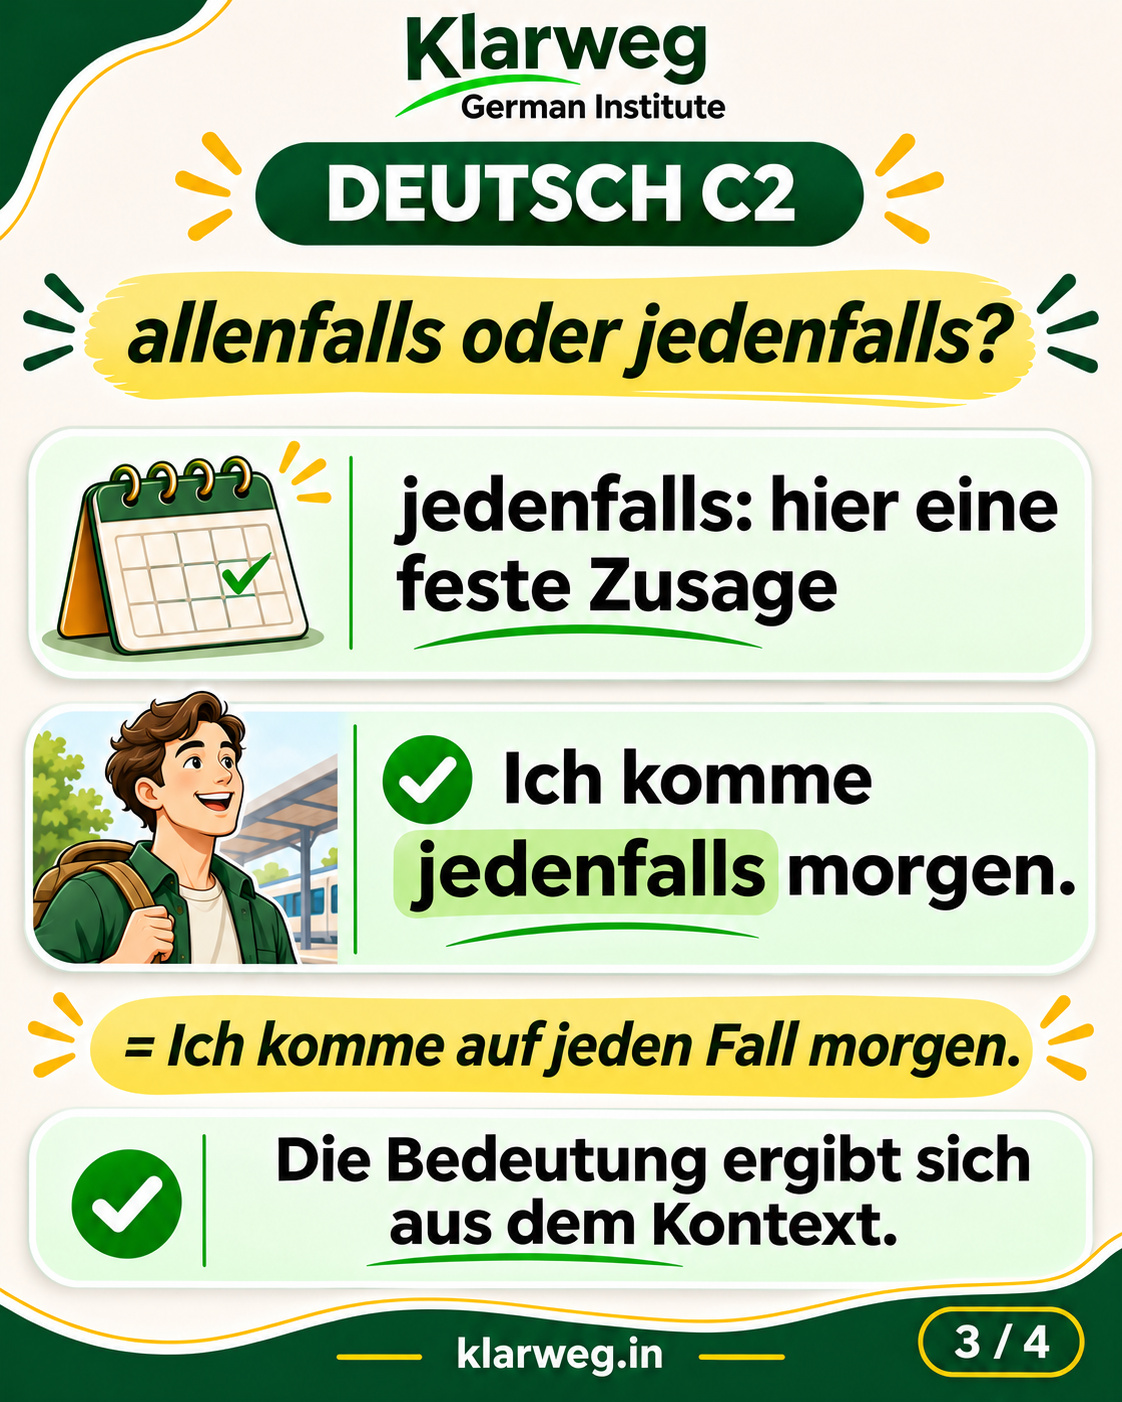 Klarweg
German Institute
DEUTSCH C2
allenfalls oder jedenfalls?
jedenfalls: hier eine
feste Zusage
Ich komme
jedenfalls morgen.
= Ich komme auf jeden Fall morgen.
Die Bedeutung ergibt sich
aus dem Kontext.
klarweg.in
3 / 4